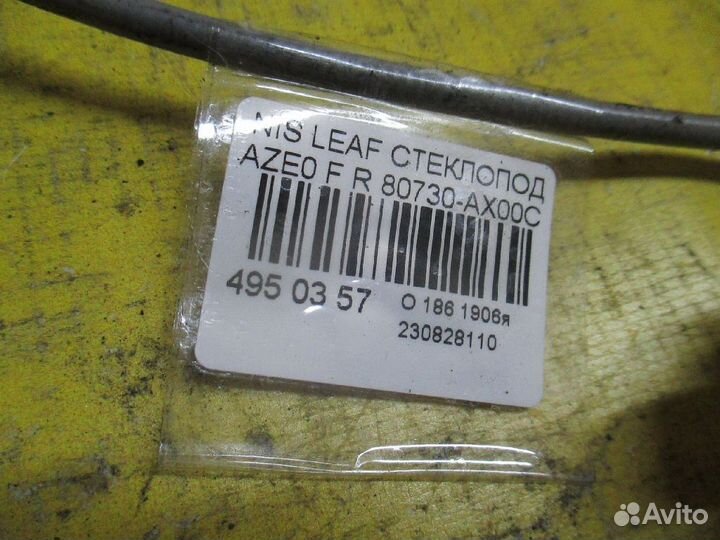 NIS LEAF СТЕКЛОПОД
AZE0 F R 80730-AX00C
495 03 57
О 186 1906я
230828110
Avito